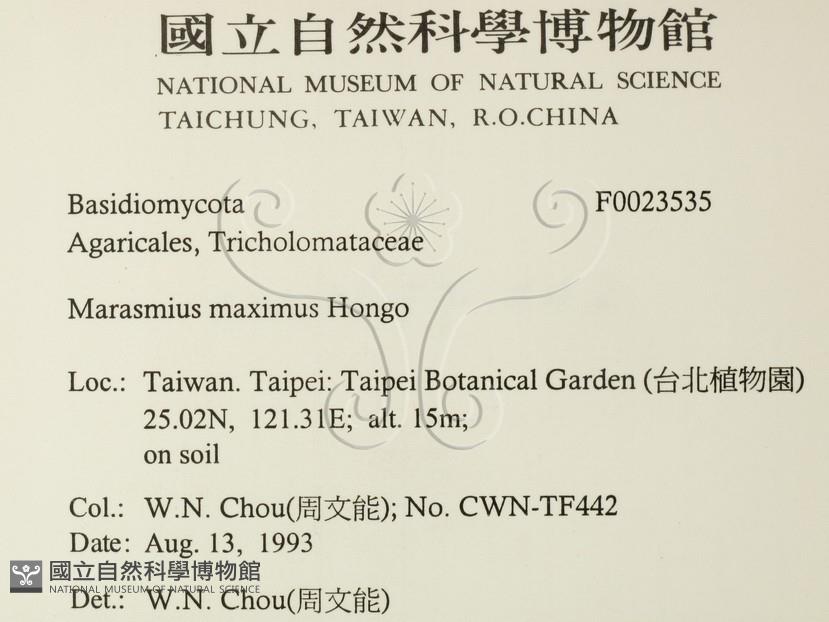 國立自然科學博物館
NATIONAL MUSEUM OF NATURAL SCIENCE
TAICHUNG, TAIWAN, R.O.CHINA
Basidiomycota F0023535
Agaricales, Tricholomataceae
Marasmius maximus Hongo
Loc.: Taiwan. Taipei: Taipei Botanical Garden (台北植物園)
25.02N, 121.31E; alt. 15m;
on soil
Col.: W.N. Chou(周文能); No. CWN-TF442
Date: Aug. 13, 1993
國立自然科學博物館
NATIONAL MUSEUM OF NATURAL SCIENCE
Det.: W.N. Chou(周文能)